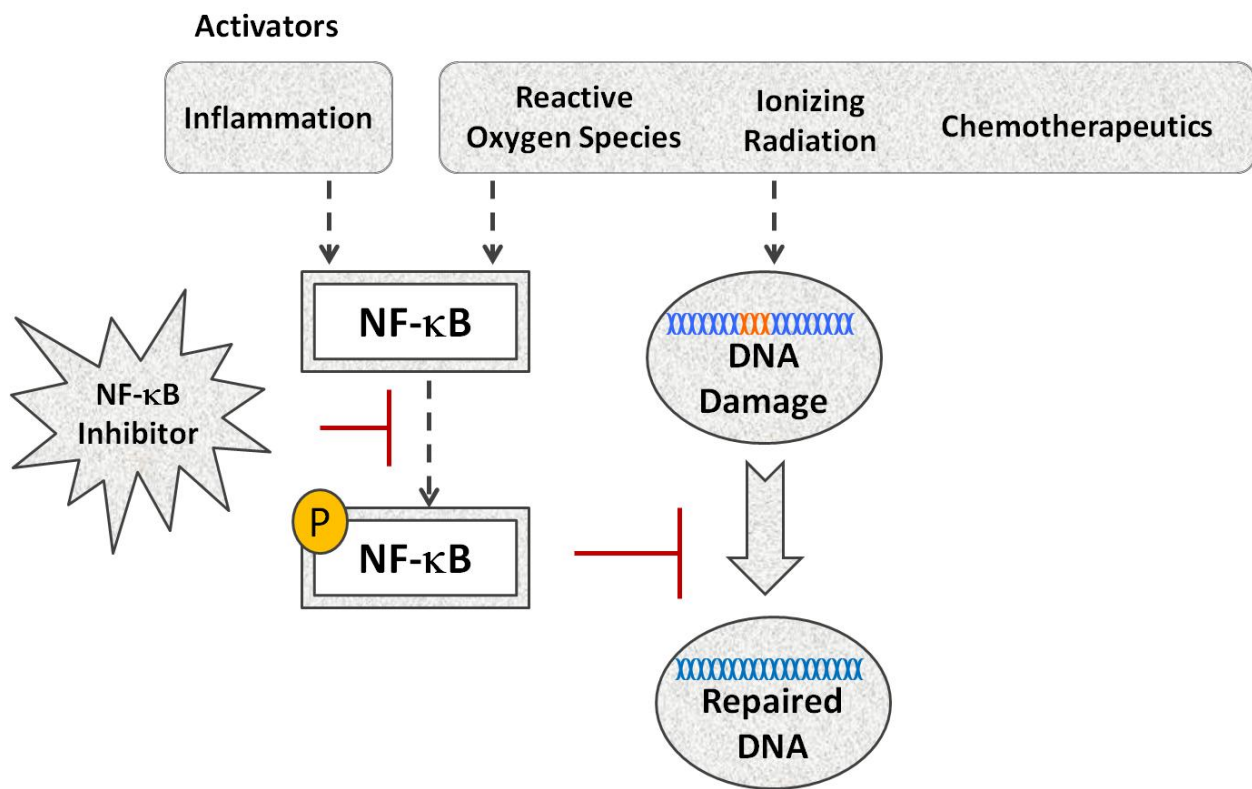 Activators
Inflammation
Reactive
Oxygen Species
Ionizing
Radiation
Chemotherapeutics
NF-κB
NF-κB
Inhibitor
DNA
Damage
P
NF-κB
Repaired
DNA